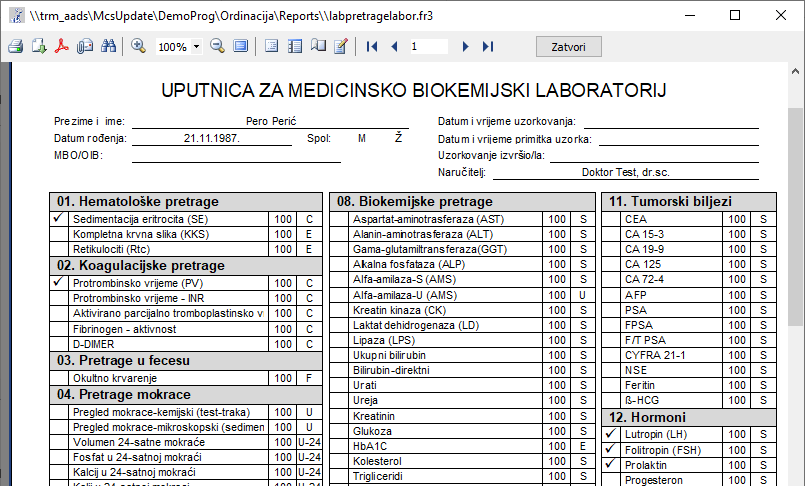 \\trm_aads\McsUpdate\DemoProg\Ordinacija\Reports\\labpretragelabor.fr3
100%
1
Zatvori
UPUTNICA ZA MEDICINSKO BIOKEMIJSKI LABORATORIJ
Prezime i ime: Pero Perić
Datum rođenja: 21.11.1987. Spol: M Ž
MBO/OIB:
Datum i vrijeme uzorkovanja:
Datum i vrijeme primitka uzorka:
Uzorkovanje izvršio/la:
Naručitelj: Doktor Test, dr.sc.
01. Hematološke pretrage
✓ Sedimentacija eritrocita (SE) 100 C
Kompletna krvna slika (KKS) 100 E
Retikulociti (Rtc) 100 E
02. Koagulacijske pretrage
✓ Protrombinsko vrijeme (PV) 100 C
Protrombinsko vrijeme - INR 100 C
Aktivirano parcijalno tromboplastinsko vi 100 C
Fibrinogen - aktivnost 100 C
D-DIMER 100 C
03. Pretrage u fecesu
Okultno krvarenje 100 F
04. Pretrage mokrace
Pregled mokrace-kemijski (test-traka) 100 U
Pregled mokrace-mikroskopski (sedimen 100 U
Volumen 24-satne mokraće 100 U-24
Fosfat u 24-satnoj mokraći 100 U-24
Kalcij u 24-satnoj mokraći 100 U-24
Kalij u 24-satnoj mokraći 100 U-24
08. Biokemijske pretrage
Aspartat-aminotrasferaza (AST) 100 S
Alanin-aminotrasferaza (ALT) 100 S
Gama-glutamiltransferaza(GGT) 100 S
Alkalna fosfataza (ALP) 100 S
Alfa-amilaza-S (AMS) 100 S
Alfa-amilaza-U (AMS) 100 U
Kreatin kinaza (CK) 100 S
Laktat dehidrogenaza (LD) 100 S
Lipaza (LPS) 100 S
Ukupni bilirubin 100 S
Bilirubin-direktni 100 S
Urati 100 S
Ureja 100 S
Kreatinin 100 S
Glukoza 100 S
HbA1C 100 E
Kolesterol 100 S
Trigliceridi 100 S
11. Tumorski biljezi
CEA 100 S
CA 15-3 100 S
CA 19-9 100 S
CA 125 100 S
CA 72-4 100 S
AFP 100 S
PSA 100 S
FPSA 100 S
F/T PSA 100 S
CYFRA 21-1 100 S
NSE 100 S
Feritin 100 S
ß-HCG 100 S
12. Hormoni
✓ Lutropin (LH) 100 S
✓ Folitropin (FSH) 100 S
✓ Prolaktin 100 S
Progesteron 100 S